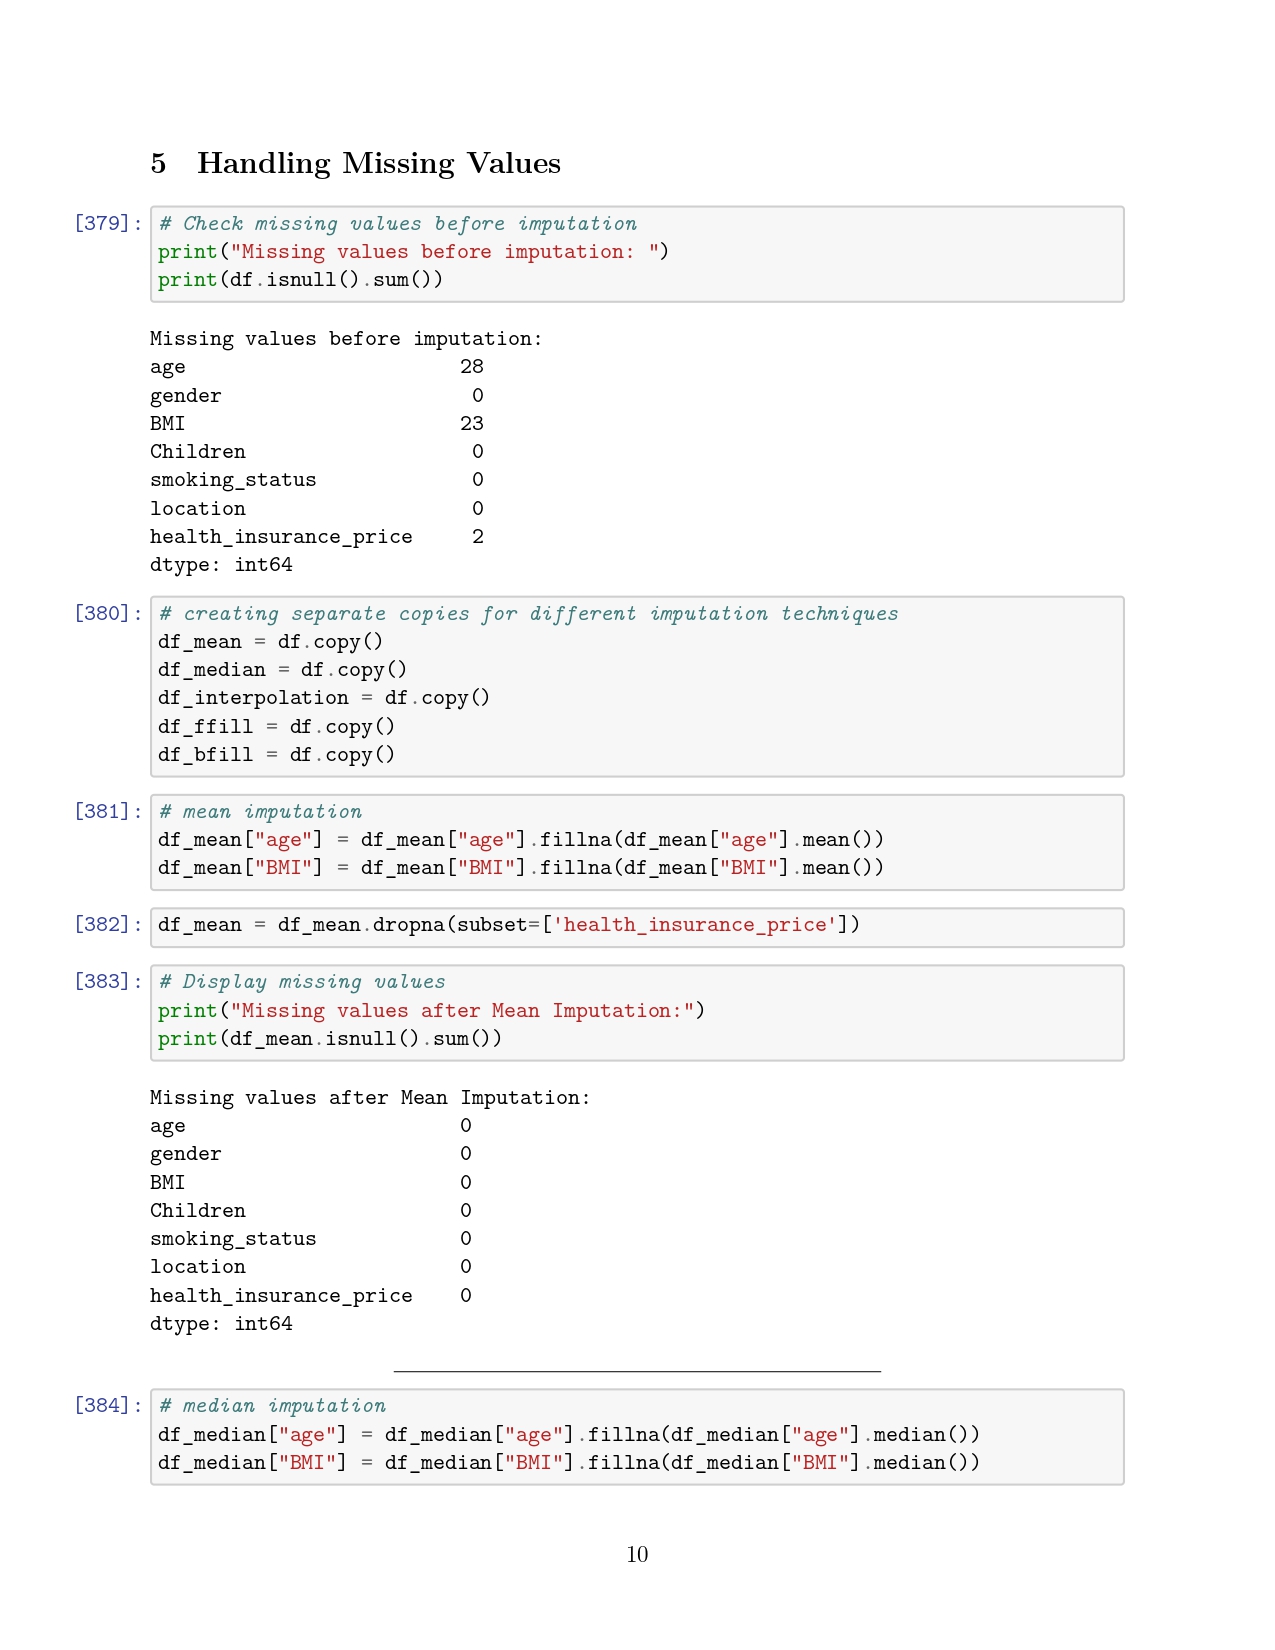 5 Handling Missing Values
[379]: # Check missing values before imputation
print("Missing values before imputation: ")
print(df.isnull().sum())
Missing values before imputation:
age                       28
gender                     0
BMI                       23
Children                   0
smoking_status             0
location                   0
health_insurance_price     2
dtype: int64
[380]: # creating separate copies for different imputation techniques
df_mean = df.copy()
df_median = df.copy()
df_interpolation = df.copy()
df_ffill = df.copy()
df_bfill = df.copy()
[381]: # mean imputation
df_mean["age"] = df_mean["age"].fillna(df_mean["age"].mean())
df_mean["BMI"] = df_mean["BMI"].fillna(df_mean["BMI"].mean())
[382]: df_mean = df_mean.dropna(subset=['health_insurance_price'])
[383]: # Display missing values
print("Missing values after Mean Imputation:")
print(df_mean.isnull().sum())
Missing values after Mean Imputation:
age                       0
gender                    0
BMI                       0
Children                  0
smoking_status            0
location                  0
health_insurance_price    0
dtype: int64
[384]: # median imputation
df_median["age"] = df_median["age"].fillna(df_median["age"].median())
df_median["BMI"] = df_median["BMI"].fillna(df_median["BMI"].median())
10